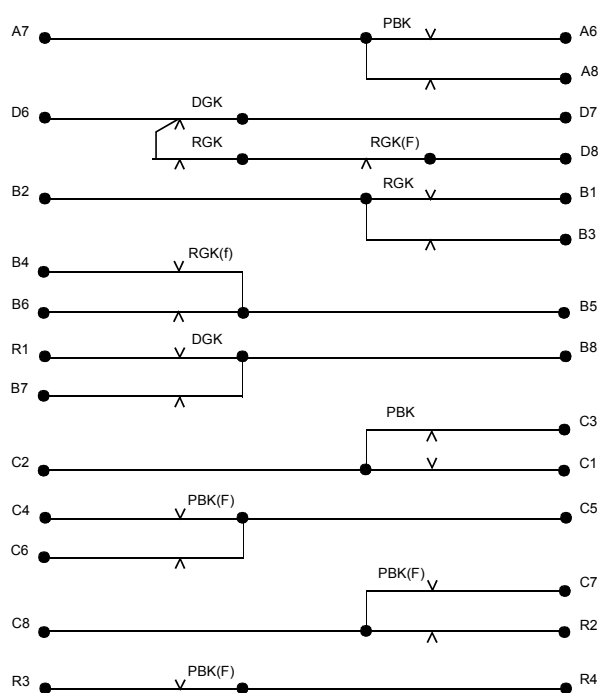 A7 PBK A6
A8
D6 DGK D7
RGK RGK(F) D8
B2 RGK B1
B3
B4 RGK(f)
B6 B5
R1 DGK B8
B7
PBK C3
C2 C1
C4 PBK(F) C5
C6
PBK(F) C7
C8 R2
R3 PBK(F) R4